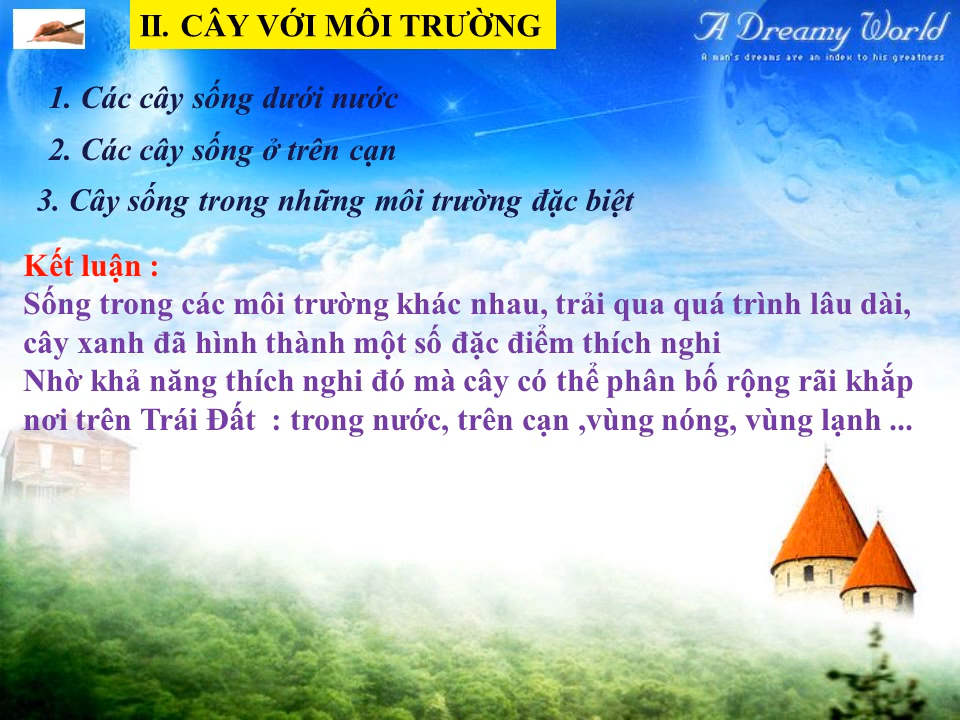 II. CÂY VỚI MÔI TRƯỜNG
A Dreamy World
A man's dreams are an index to his greatness
1. Các cây sống dưới nước
2. Các cây sống ở trên cạn
3. Cây sống trong những môi trường đặc biệt
Kết luận :
Sống trong các môi trường khác nhau, trải qua quá trình lâu dài,
cây xanh đã hình thành một số đặc điểm thích nghi
Nhờ khả năng thích nghi đó mà cây có thể phân bố rộng rãi khắp
nơi trên Trái Đất : trong nước, trên cạn ,vùng nóng, vùng lạnh ...